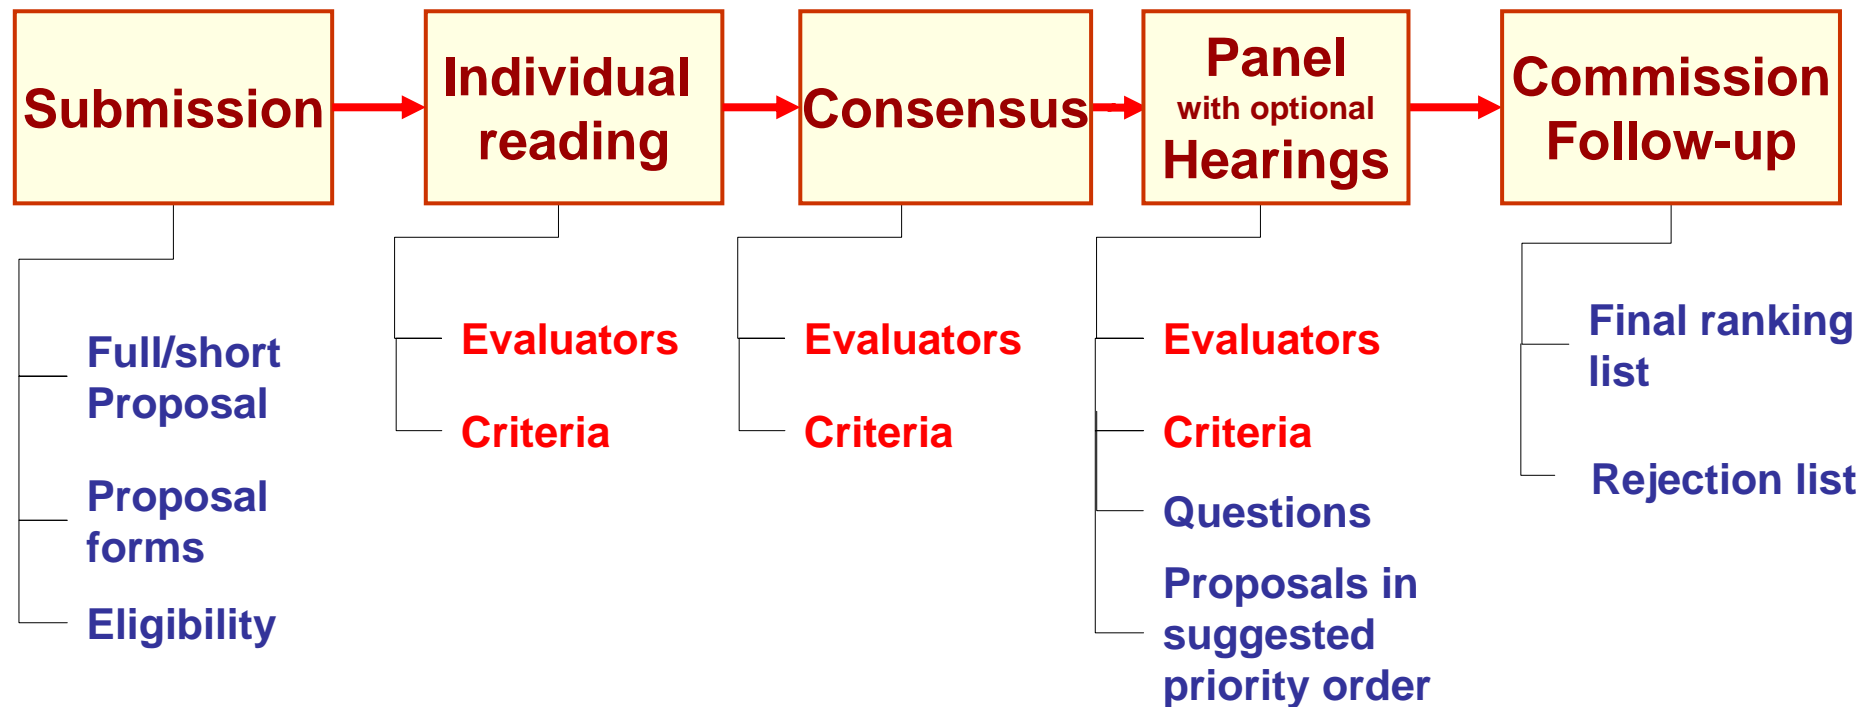 Submission
Individual
reading
Consensus
Panel
with optional
Hearings
Commission
Follow-up
Full/short
Proposal
Proposal
forms
Eligibility
Evaluators
Criteria
Evaluators
Criteria
Evaluators
Criteria
Questions
Proposals in
suggested
priority order
Final ranking
list
Rejection list